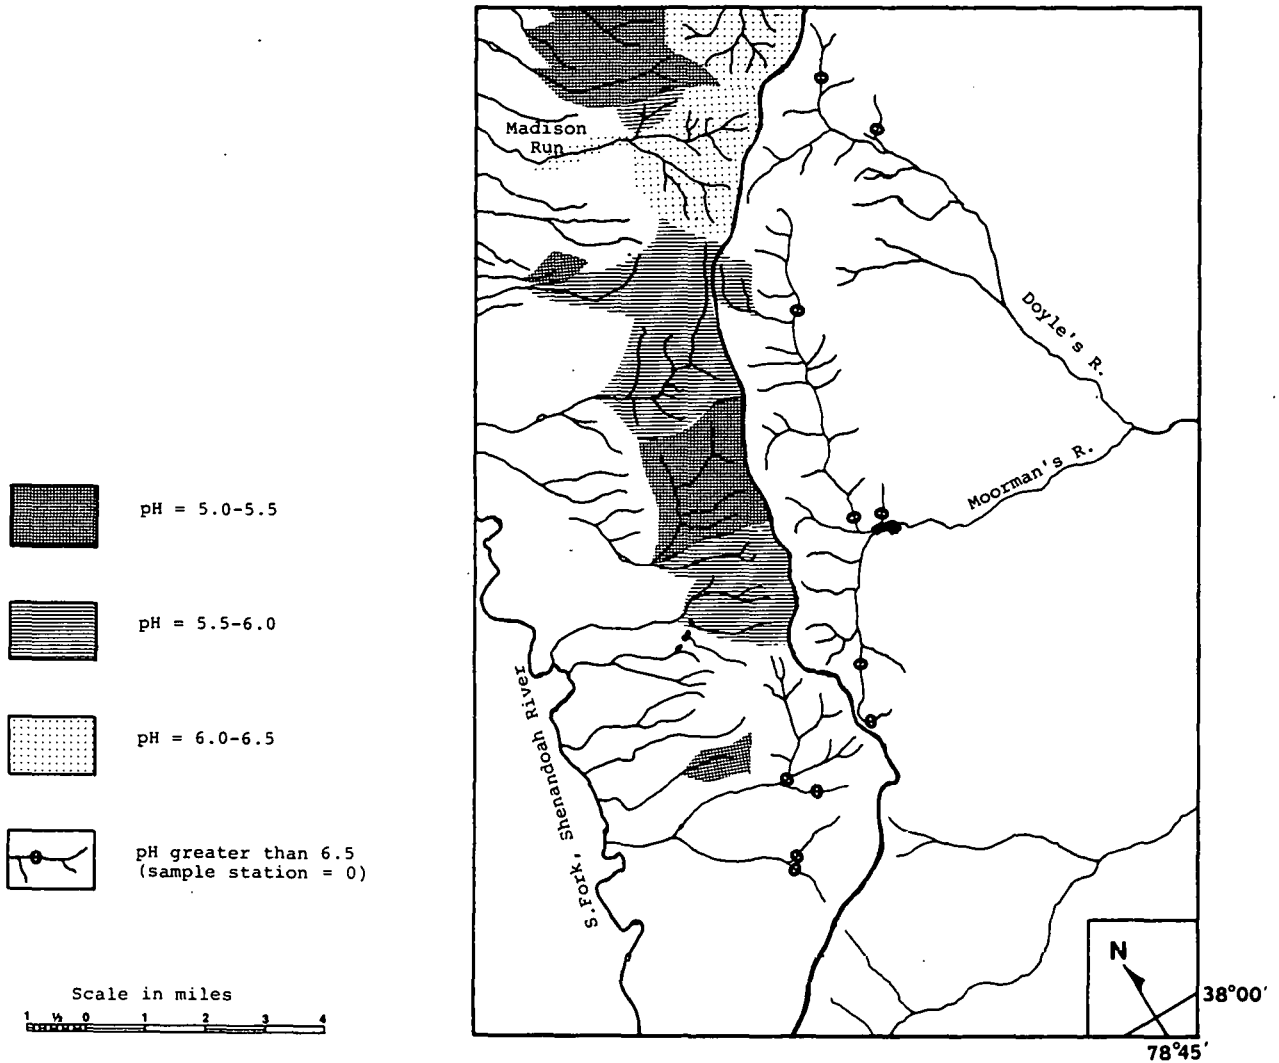 Madison
Run
Doyle's R.
Moorman's R.
S.Fork, Shenandoah River
pH = 5.0-5.5
pH = 5.5-6.0
pH = 6.0-6.5
pH greater than 6.5
(sample station = 0)
Scale in miles
1 ½ 0 1 2 3 4
N
38°00'
78°45'